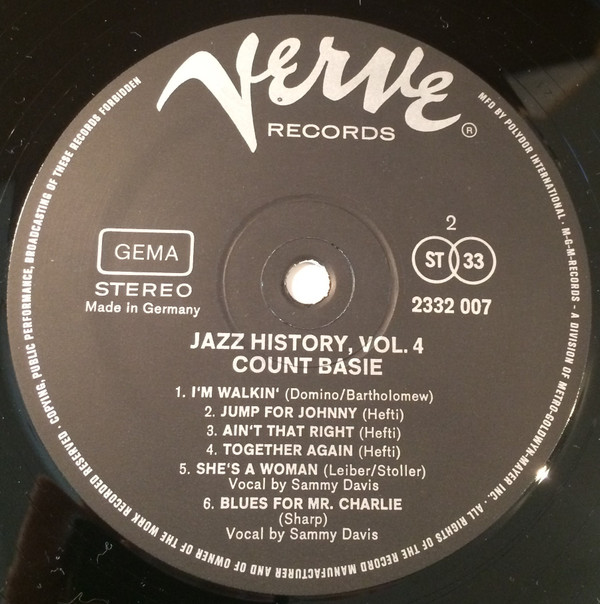 Verve
RECORDS ®
MFD BY POLYDOR INTERNATIONAL · M-G-M-RECORDS - A DIVISION OF METRO-GOLDWYN-MAYER INC. · ALL RIGHTS OF THE RECORD MANUFACTURER AND OF OWNER OF THE WORK RECORDED RESERVED · COPYING, PUBLIC PERFORMANCE, BROADCASTING OF THESE RECORDS FORBIDDEN
GEMA
STEREO
Made in Germany
2
ST 33
2332 007
JAZZ HISTORY, VOL. 4
COUNT BASIE
1. I'M WALKIN' (Domino/Bartholomew)
2. JUMP FOR JOHNNY (Hefti)
3. AIN'T THAT RIGHT (Hefti)
4. TOGETHER AGAIN (Hefti)
5. SHE'S A WOMAN (Leiber/Stoller)
Vocal by Sammy Davis
6. BLUES FOR MR. CHARLIE
(Sharp)
Vocal by Sammy Davis